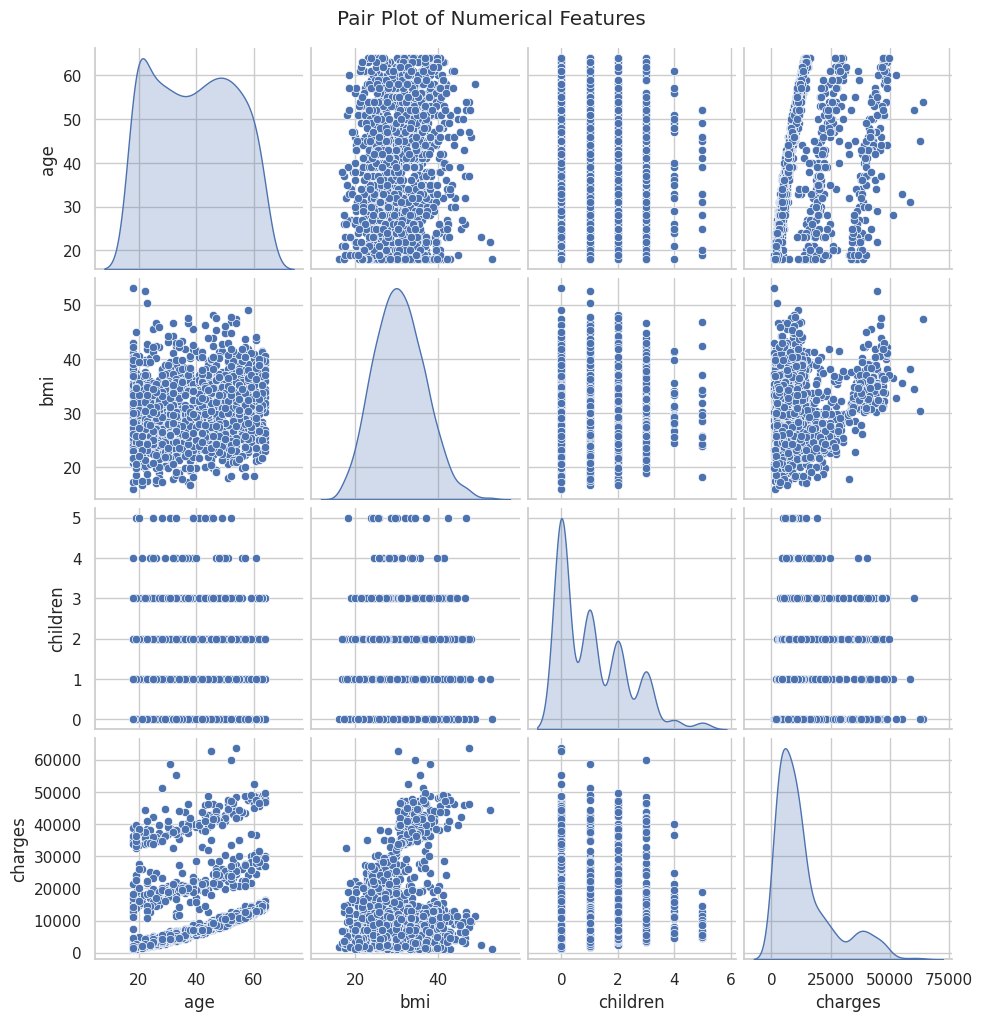 Pair Plot of Numerical Features
60
50
40
30
20
age
50
40
30
20
bmi
5
4
3
2
1
0
children
60000
50000
40000
30000
20000
10000
0
charges
20 40 60
20 40
0 2 4 6
0 25000 50000 75000
age bmi children charges